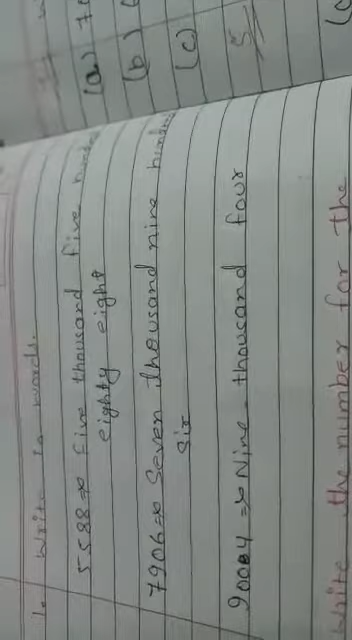 (a) 70
(b)
(c)
1. Write in words.
5588 => five thousand five hundred
eighty eight
7906 => Seven thousand nine hundred
six
9004 => Nine thousand four
Write the number for the